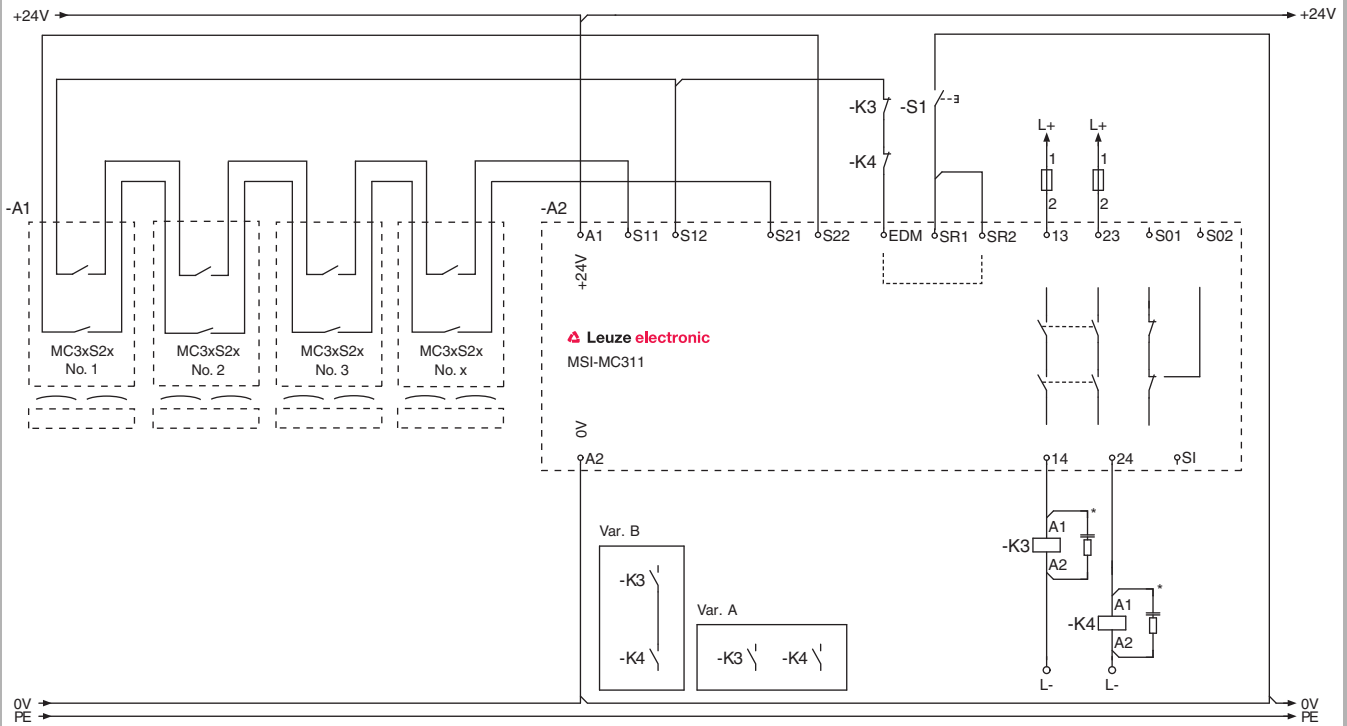 +24V
+24V
-K3
-S1
L+
L+
-K4
1
1
2
2
-A1
-A2
A1
S11
S12
S21
S22
EDM
SR1
SR2
13
23
S01
S02
+24V
Leuze electronic
MSI-MC311
MC3xS2x
No. 1
MC3xS2x
No. 2
MC3xS2x
No. 3
MC3xS2x
No. x
0V
A2
14
24
SI
*
A1
-K3
A2
*
A1
-K4
A2
L-
L-
Var. B
-K3
-K4
Var. A
-K3
-K4
0V
0V
PE
PE